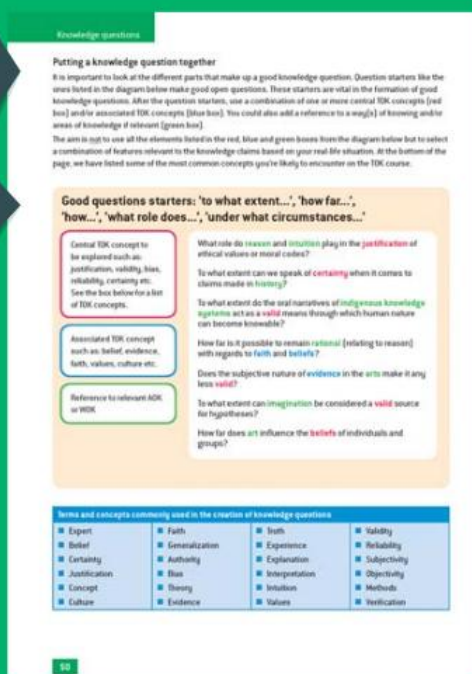 Knowledge questions
Putting a knowledge question together
It is important to look at the different parts that make up a good knowledge question. Question starters like the
ones listed in the diagram below make good open questions. These starters are vital in the formation of good
knowledge questions. After the question starters, use a combination of one or more central TOK concepts (red
box) and/or associated TOK concepts (blue box). You could also add a reference to a way(s) of knowing and/or
areas of knowledge if relevant (green box).
The aim is not to use all the elements listed in the red, blue and green boxes from the diagram below but to select
a combination of features relevant to the knowledge claims based on your real-life situation. At the bottom of the
page, we have listed some of the most common concepts you're likely to encounter on the TOK course.
Good questions starters: 'to what extent...', 'how far...',
'how...', 'what role does...', 'under what circumstances...'
Central TOK concept to
be explored such as:
justification, validity, bias,
reliability, certainty etc.
See the box below for a list
of TOK concepts.
Associated TOK concept
such as: belief, evidence,
faith, values, culture etc.
Reference to relevant AOK
or WOK
What role do reason and intuition play in the justification of
ethical values or moral codes?
To what extent can we speak of certainty when it comes to
claims made in history?
To what extent do the oral narratives of indigenous knowledge
systems act as a valid means through which human nature
can become knowable?
How far is it possible to remain rational (relating to reason)
with regards to faith and beliefs?
Does the subjective nature of evidence in the arts make it any
less valid?
To what extent can imagination be considered a valid source
for hypotheses?
How far does art influence the beliefs of individuals and
groups?
Terms and concepts commonly used in the creation of knowledge questions
Expert
Belief
Certainty
Justification
Concept
Culture
Faith
Generalization
Authority
Bias
Theory
Evidence
Truth
Experience
Explanation
Interpretation
Intuition
Values
Validity
Reliability
Subjectivity
Objectivity
Methods
Verification
50